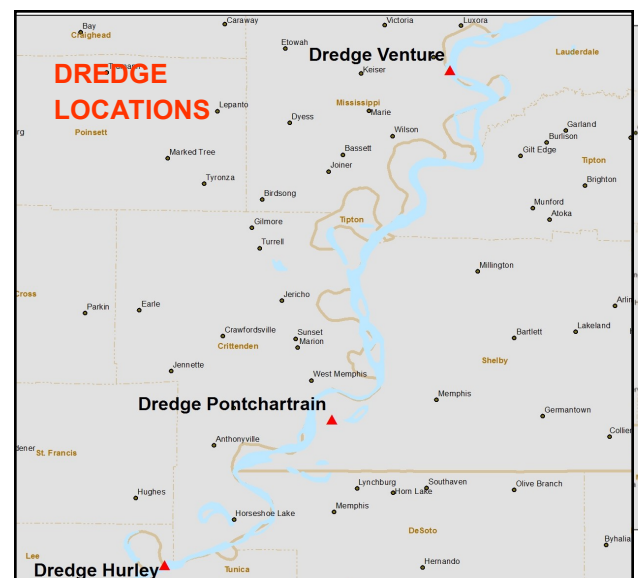 Bay
Caraway
Victoria
Luxora
Craighead
Etowah
Dredge Venture
Lauderdale
DREDGE
LOCATIONS
Keiser
Lepanto
Mississippi
Marie
Dyess
Poinsett
Wilson
Garland
Burlison
Marked Tree
Bassett
Gilt Edge
Tipton
Joiner
Tyronza
Brighton
Birdsong
Munford
Atoka
Gilmore
Tipton
Turrell
Millington
Cross
Jericho
Parkin
Earle
Crawfordsville
Sunset
Marion
Crittenden
Bartlett
Lakeland
Shelby
Jennette
West Memphis
Memphis
Dredge Pontchartrain
Germantown
Anthonyville
St. Francis
Lynchburg
Horn Lake
Southaven
Olive Branch
Hughes
Memphis
Horseshoe Lake
DeSoto
Byhalia
Lee
Dredge Hurley
Tunica
Hernando